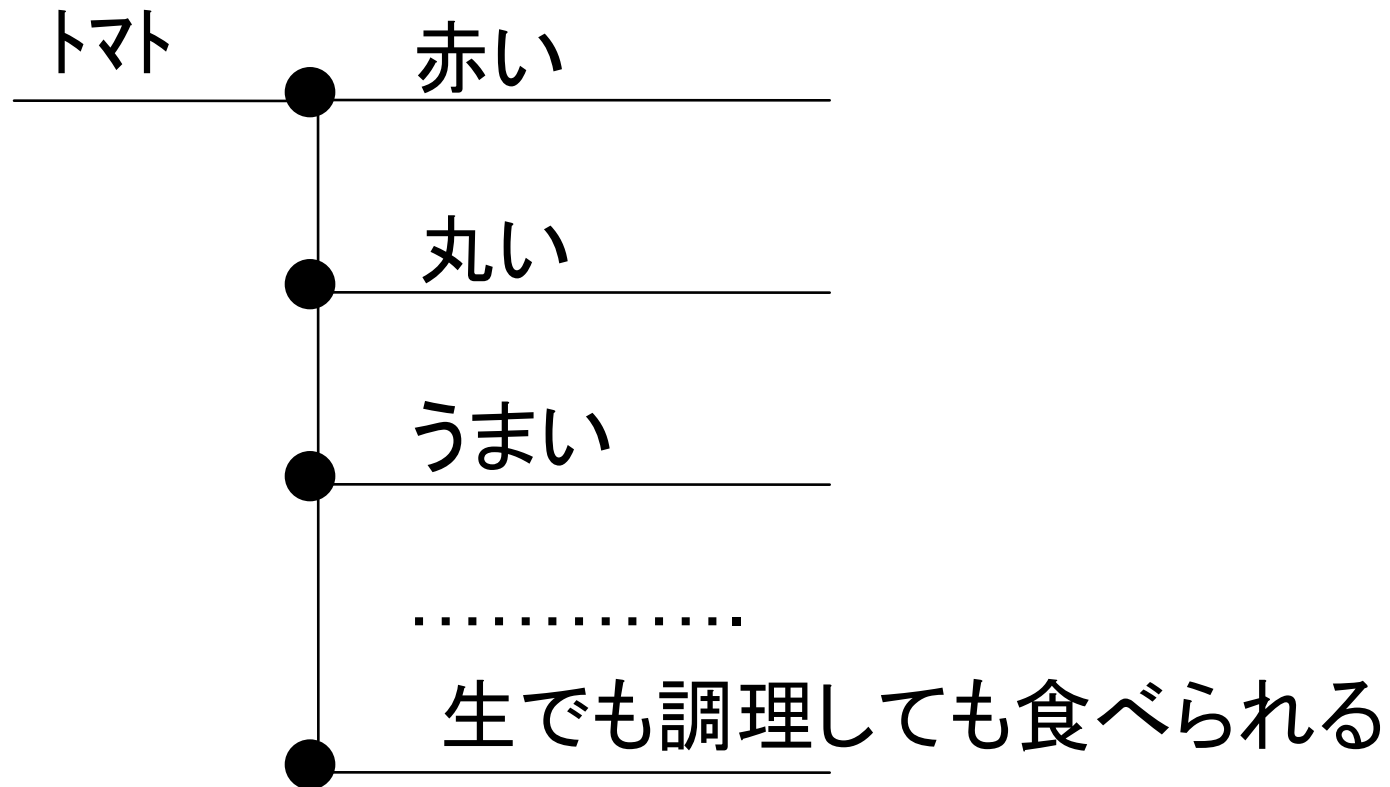 トマト
赤い
丸い
うまい
.............
生でも調理しても食べられる